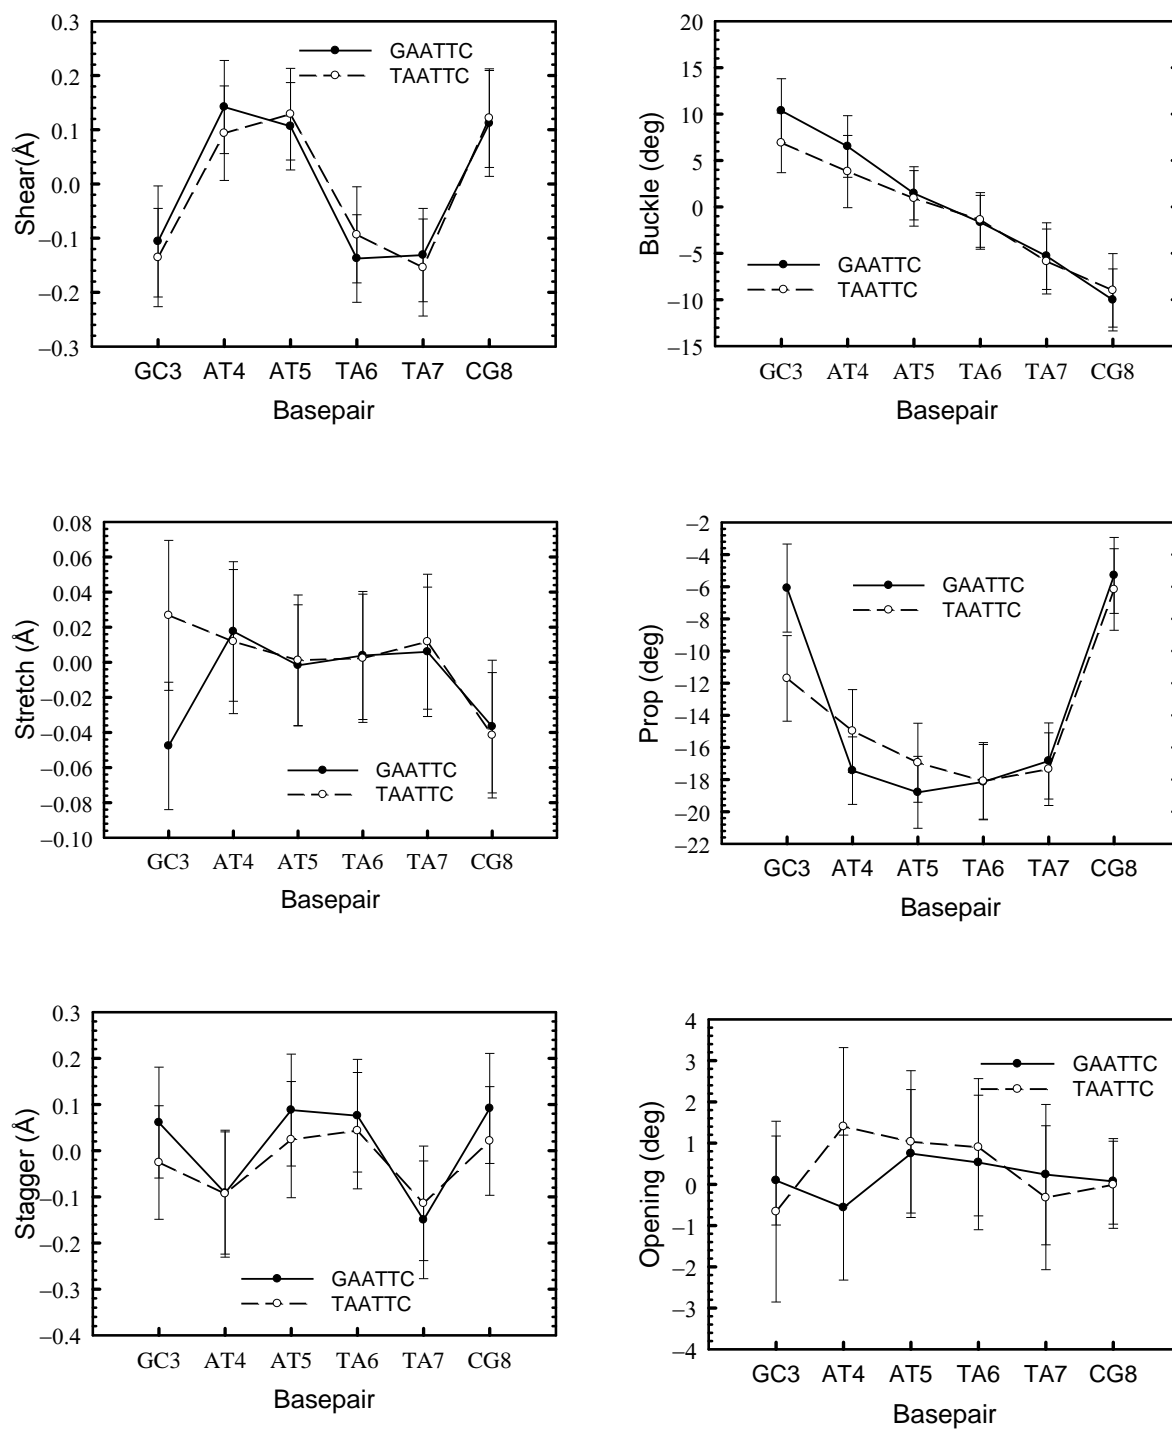 0.3
0.2
0.1
0.0
−0.1
−0.2
−0.3
Shear(Å)
GAATTC
TAATTC
GC3 AT4 AT5 TA6 TA7 CG8
Basepair
20
15
10
5
0
−5
−10
−15
Buckle (deg)
GAATTC
TAATTC
GC3 AT4 AT5 TA6 TA7 CG8
Basepair
0.08
0.06
0.04
0.02
0.00
−0.02
−0.04
−0.06
−0.08
−0.10
Stretch (Å)
GAATTC
TAATTC
GC3 AT4 AT5 TA6 TA7 CG8
Basepair
−2
−4
−6
−8
−10
−12
−14
−16
−18
−20
−22
Prop (deg)
GAATTC
TAATTC
GC3 AT4 AT5 TA6 TA7 CG8
Basepair
0.3
0.2
0.1
0.0
−0.1
−0.2
−0.3
−0.4
Stagger (Å)
GAATTC
TAATTC
GC3 AT4 AT5 TA6 TA7 CG8
Basepair
4
3
2
1
0
−1
−2
−3
−4
Opening (deg)
GAATTC
TAATTC
GC3 AT4 AT5 TA6 TA7 CG8
Basepair